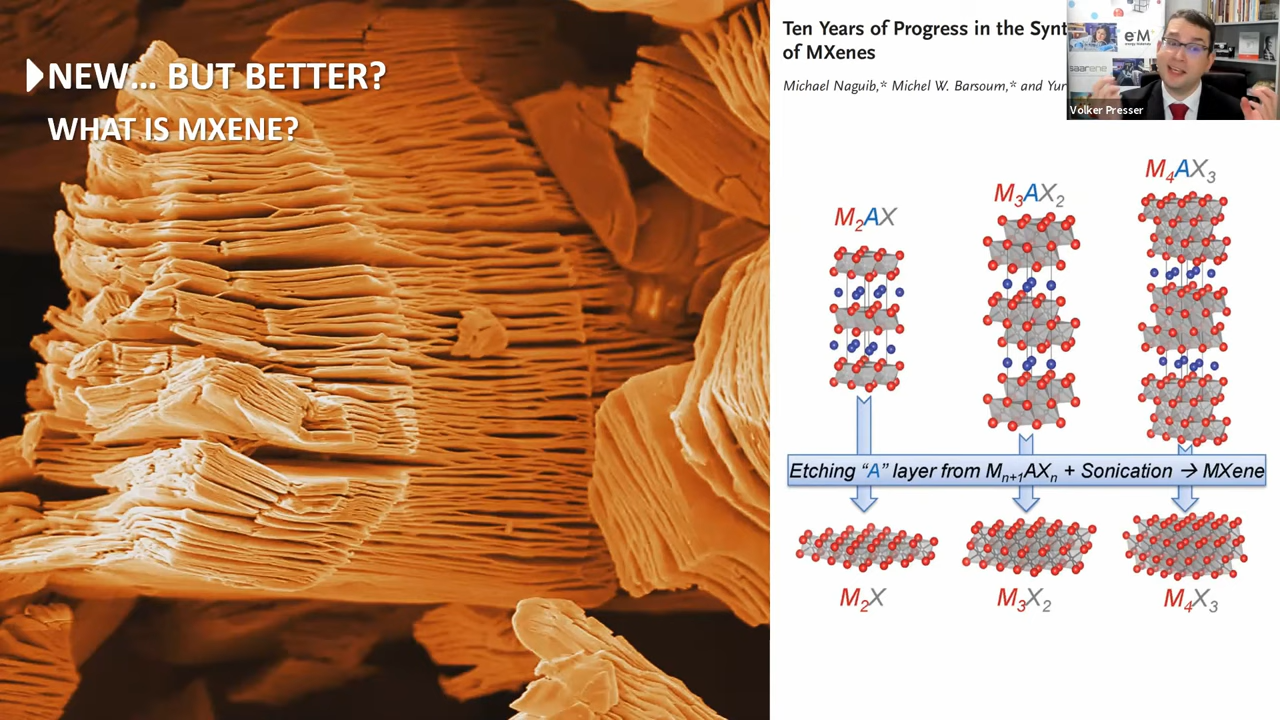 NEW... BUT BETTER?
WHAT IS MXENE?
Ten Years of Progress in the Synt
of MXenes
Michael Naguib,* Michel W. Barsoum,* and Yur
e·M*
saarene
Volker Presser
M4AX3
M3AX2
M2AX
Etching “A” layer from Mn+1AXn + Sonication → MXene
M2X
M3X2
M4X3